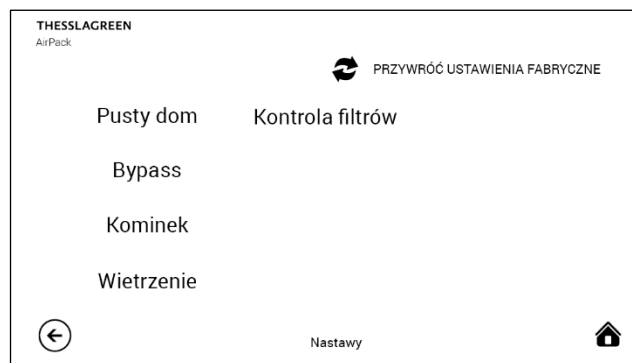 THESSLAGREEN
AirPack
PRZYWRÓĆ USTAWIENIA FABRYCZNE
Pusty dom Kontrola filtrów
Bypass
Kominek
Wietrzenie
Nastawy